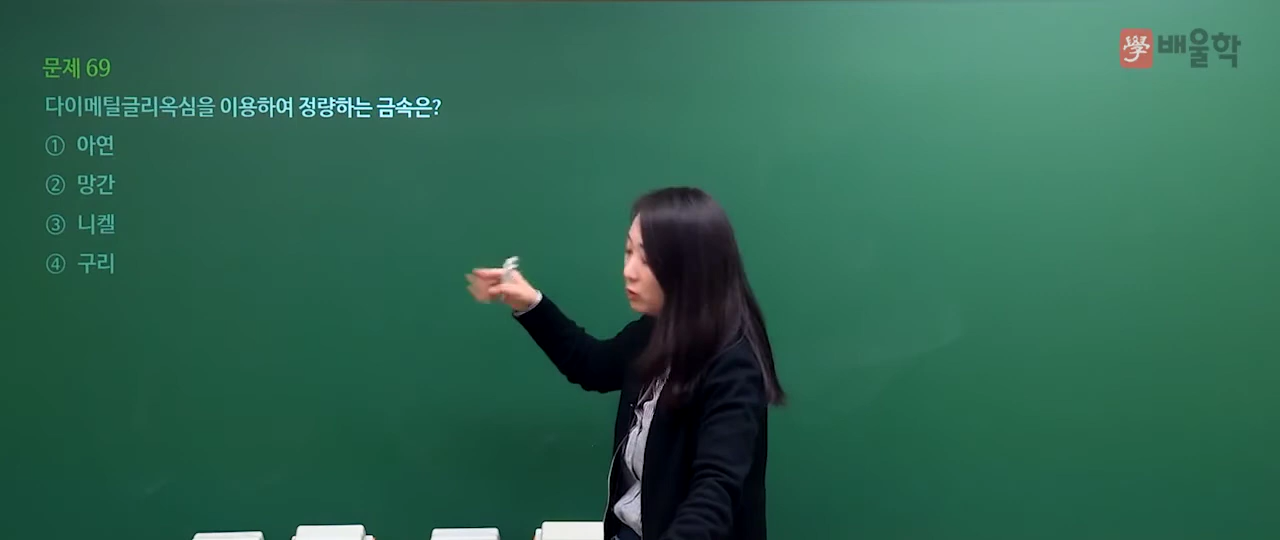 學 배울학
문제 69
다이메틸글리옥심을 이용하여 정량하는 금속은?
① 아연
② 망간
③ 니켈
④ 구리